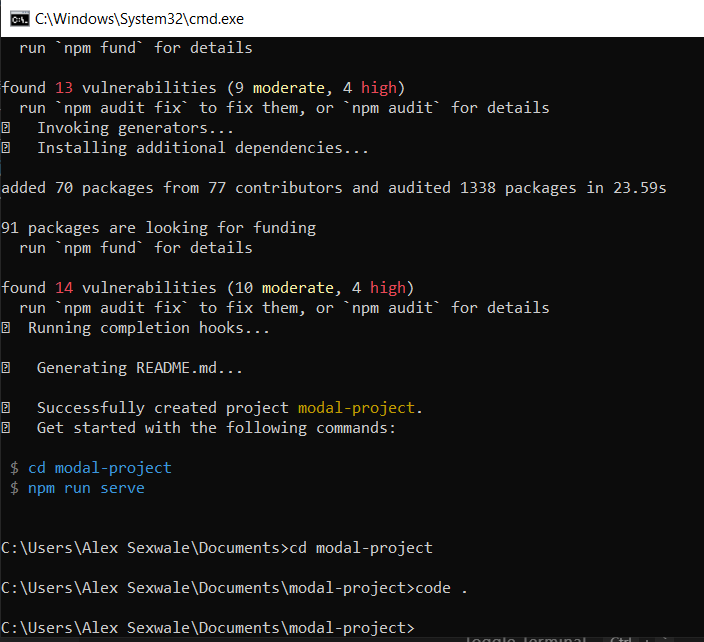 C:\Windows\System32\cmd.exe
run `npm fund` for details
found 13 vulnerabilities (9 moderate, 4 high)
run `npm audit fix` to fix them, or `npm audit` for details
Invoking generators...
Installing additional dependencies...
added 70 packages from 77 contributors and audited 1338 packages in 23.59s
91 packages are looking for funding
run `npm fund` for details
found 14 vulnerabilities (10 moderate, 4 high)
run `npm audit fix` to fix them, or `npm audit` for details
Running completion hooks...
Generating README.md...
Successfully created project modal-project.
Get started with the following commands:
$ cd modal-project
$ npm run serve
C:\Users\Alex Sexwale\Documents>cd modal-project
C:\Users\Alex Sexwale\Documents\modal-project>code .
C:\Users\Alex Sexwale\Documents\modal-project>
Toggle Terminal